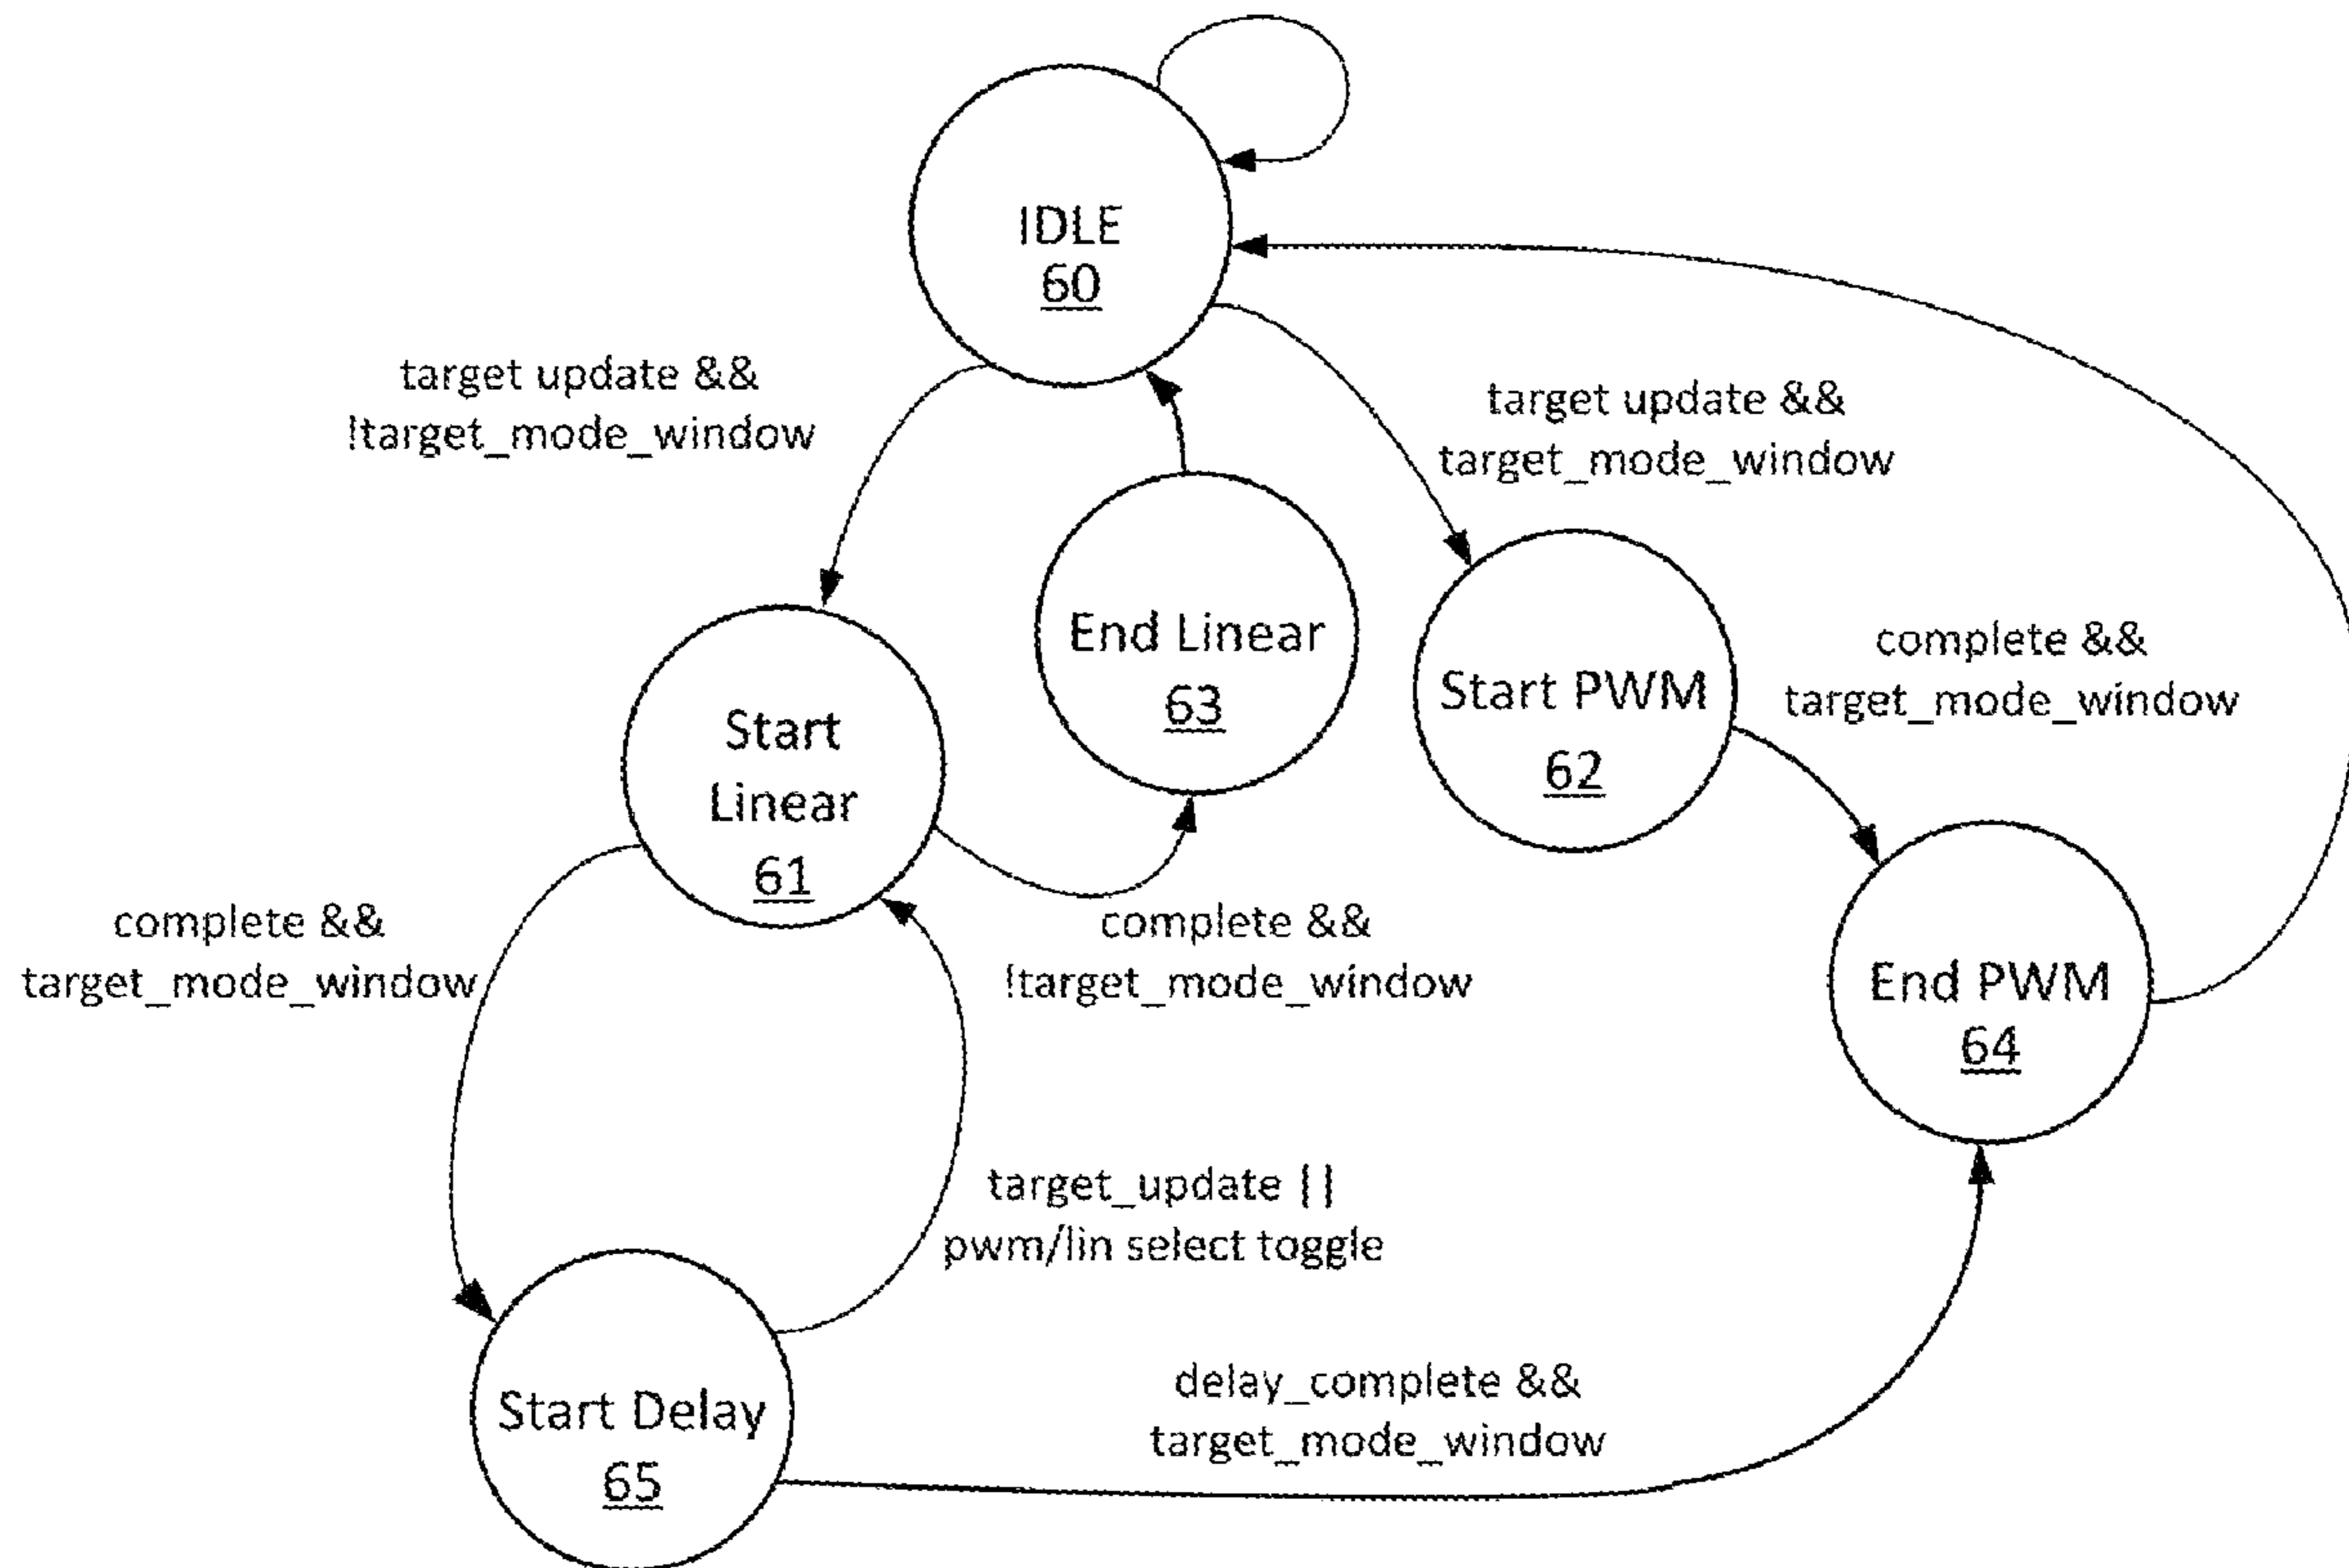 IDLE
60
target update &&
!target_mode_window
target update &&
target_mode_window
End Linear
63
Start PWM
62
complete &&
target_mode_window
Start
Linear
61
complete &&
target_mode_window
complete &&
!target_mode_window
End PWM
64
target_update ||
pwm/lin select toggle
Start Delay
65
delay_complete &&
target_mode_window